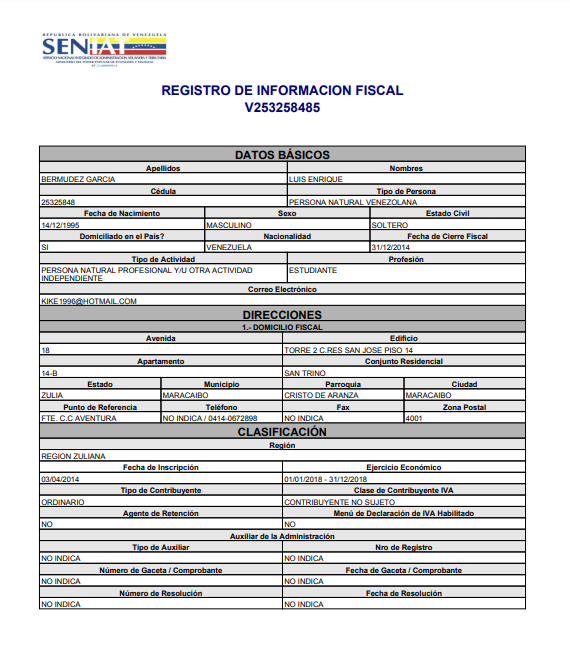 REPUBLICA BOLIVARIANA DE VENEZUELA
SENIAT
SERVICIO NACIONAL INTEGRADO DE ADMINISTRACION ADUANERA Y TRIBUTARIA
REGISTRO DE INFORMACION FISCAL
V253258485
DATOS BÁSICOS
Apellidos Nombres
BERMUDEZ GARCIA LUIS ENRIQUE
Cédula Tipo de Persona
25325848 PERSONA NATURAL VENEZOLANA
Fecha de Nacimiento Sexo Estado Civil
14/12/1995 MASCULINO SOLTERO
Domiciliado en el País? Nacionalidad Fecha de Cierre Fiscal
SI VENEZUELA 31/12/2014
Tipo de Actividad Profesión
PERSONA NATURAL PROFESIONAL Y/U OTRA ACTIVIDAD ESTUDIANTE
INDEPENDIENTE
Correo Electrónico
KIKE1996@HOTMAIL.COM
DIRECCIONES
1.- DOMICILIO FISCAL
Avenida Edificio
18 TORRE 2 C.RES SAN JOSE PISO 14
Apartamento Conjunto Residencial
14-B SAN TRINO
Estado Municipio Parroquia Ciudad
ZULIA MARACAIBO CRISTO DE ARANZA MARACAIBO
Punto de Referencia Teléfono Fax Zona Postal
FTE. C.C AVENTURA NO INDICA / 0414-0672898 NO INDICA 4001
CLASIFICACIÓN
Región
REGION ZULIANA
Fecha de Inscripción Ejercicio Económico
03/04/2014 01/01/2018 - 31/12/2018
Tipo de Contribuyente Clase de Contribuyente IVA
ORDINARIO CONTRIBUYENTE NO SUJETO
Agente de Retención Menú de Declaración de IVA Habilitado
NO NO
Auxiliar de la Administración
Tipo de Auxiliar Nro de Registro
NO INDICA NO INDICA
Número de Gaceta / Comprobante Fecha de Gaceta / Comprobante
NO INDICA NO INDICA
Número de Resolución Fecha de Resolución
NO INDICA NO INDICA